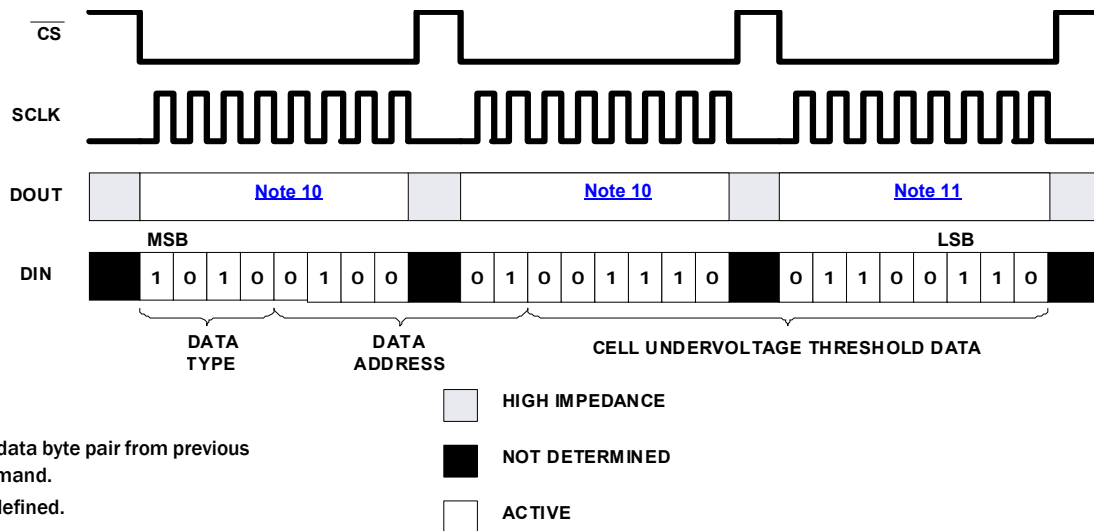 CS
SCLK
DOUT
Note 10
Note 10
Note 11
MSB
LSB
DIN
1 0 1 0 0 1 0 0
0 1 0 0 1 1 1 0
0 1 1 0 0 1 1 0
DATA
TYPE
DATA
ADDRESS
CELL UNDERVOLTAGE THRESHOLD DATA
HIGH IMPEDANCE
NOT DETERMINED
ACTIVE
data byte pair from previous
mand.
defined.